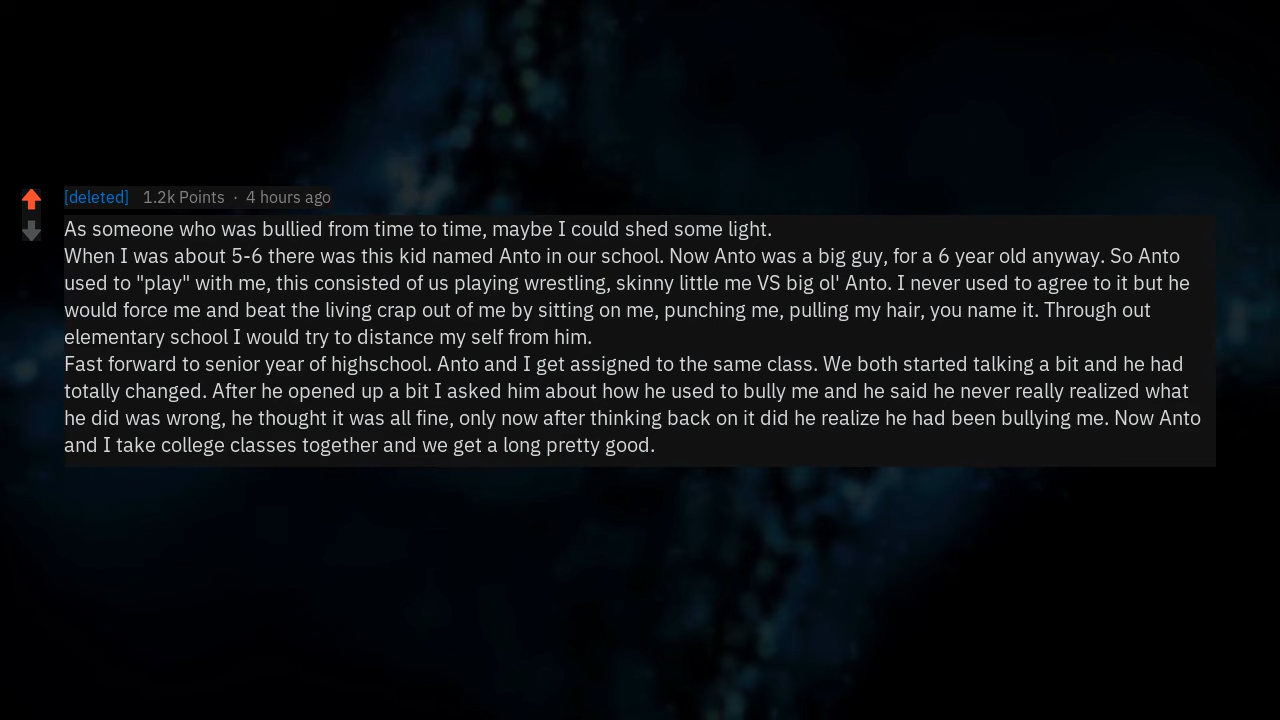 [deleted] 1.2k Points · 4 hours ago
As someone who was bullied from time to time, maybe I could shed some light.
When I was about 5-6 there was this kid named Anto in our school. Now Anto was a big guy, for a 6 year old anyway. So Anto
used to "play" with me, this consisted of us playing wrestling, skinny little me VS big ol' Anto. I never used to agree to it but he
would force me and beat the living crap out of me by sitting on me, punching me, pulling my hair, you name it. Through out
elementary school I would try to distance my self from him.
Fast forward to senior year of highschool. Anto and I get assigned to the same class. We both started talking a bit and he had
totally changed. After he opened up a bit I asked him about how he used to bully me and he said he never really realized what
he did was wrong, he thought it was all fine, only now after thinking back on it did he realize he had been bullying me. Now Anto
and I take college classes together and we get a long pretty good.